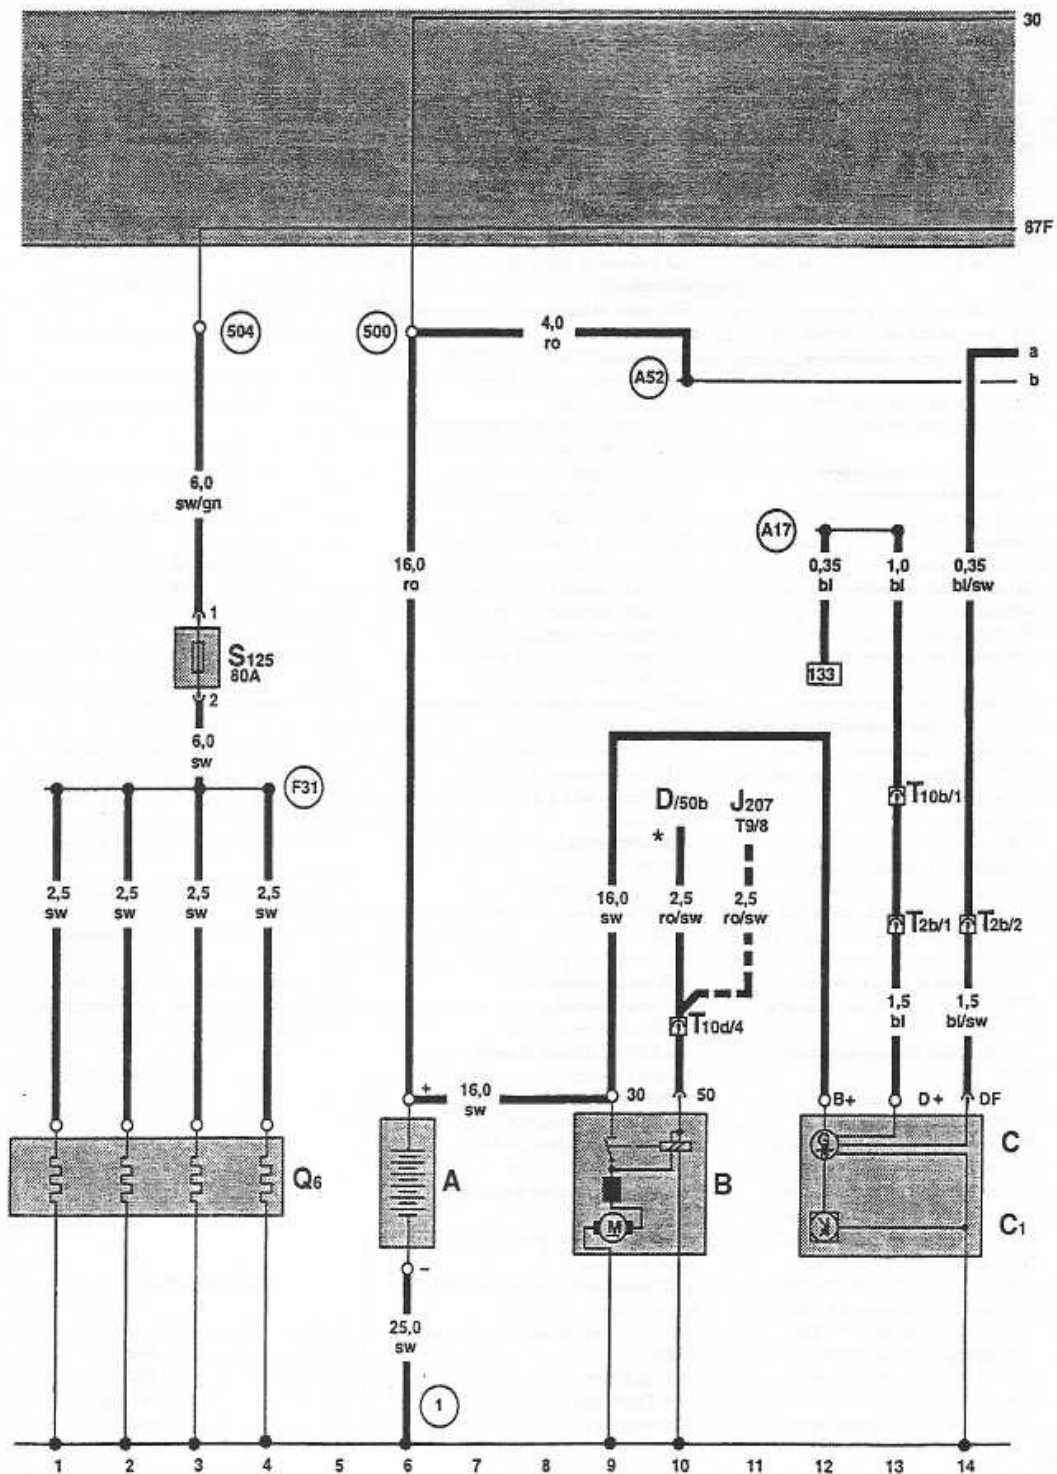 30
87F
504
500
4,0
ro
a
A52
b
6,0
sw/gn
A17
16,0
ro
0,35
bl
1,0
bl
0,35
bl/sw
1
S125
80A
133
2
6,0
sw
F31
D/50b
J207
T9/8
*
T10b/1
2,5
sw
2,5
sw
2,5
sw
2,5
sw
16,0
sw
2,5
ro/sw
2,5
ro/sw
T2b/1
T2b/2
1,5
bl
1,5
bl/sw
T10d/4
+
16,0
sw
30
50
B+
D+
DF
G
C
Q6
A
B
M
C1
−
25,0
sw
1
1 2 3 4 5 6 7 8 9 10 11 12 13 14